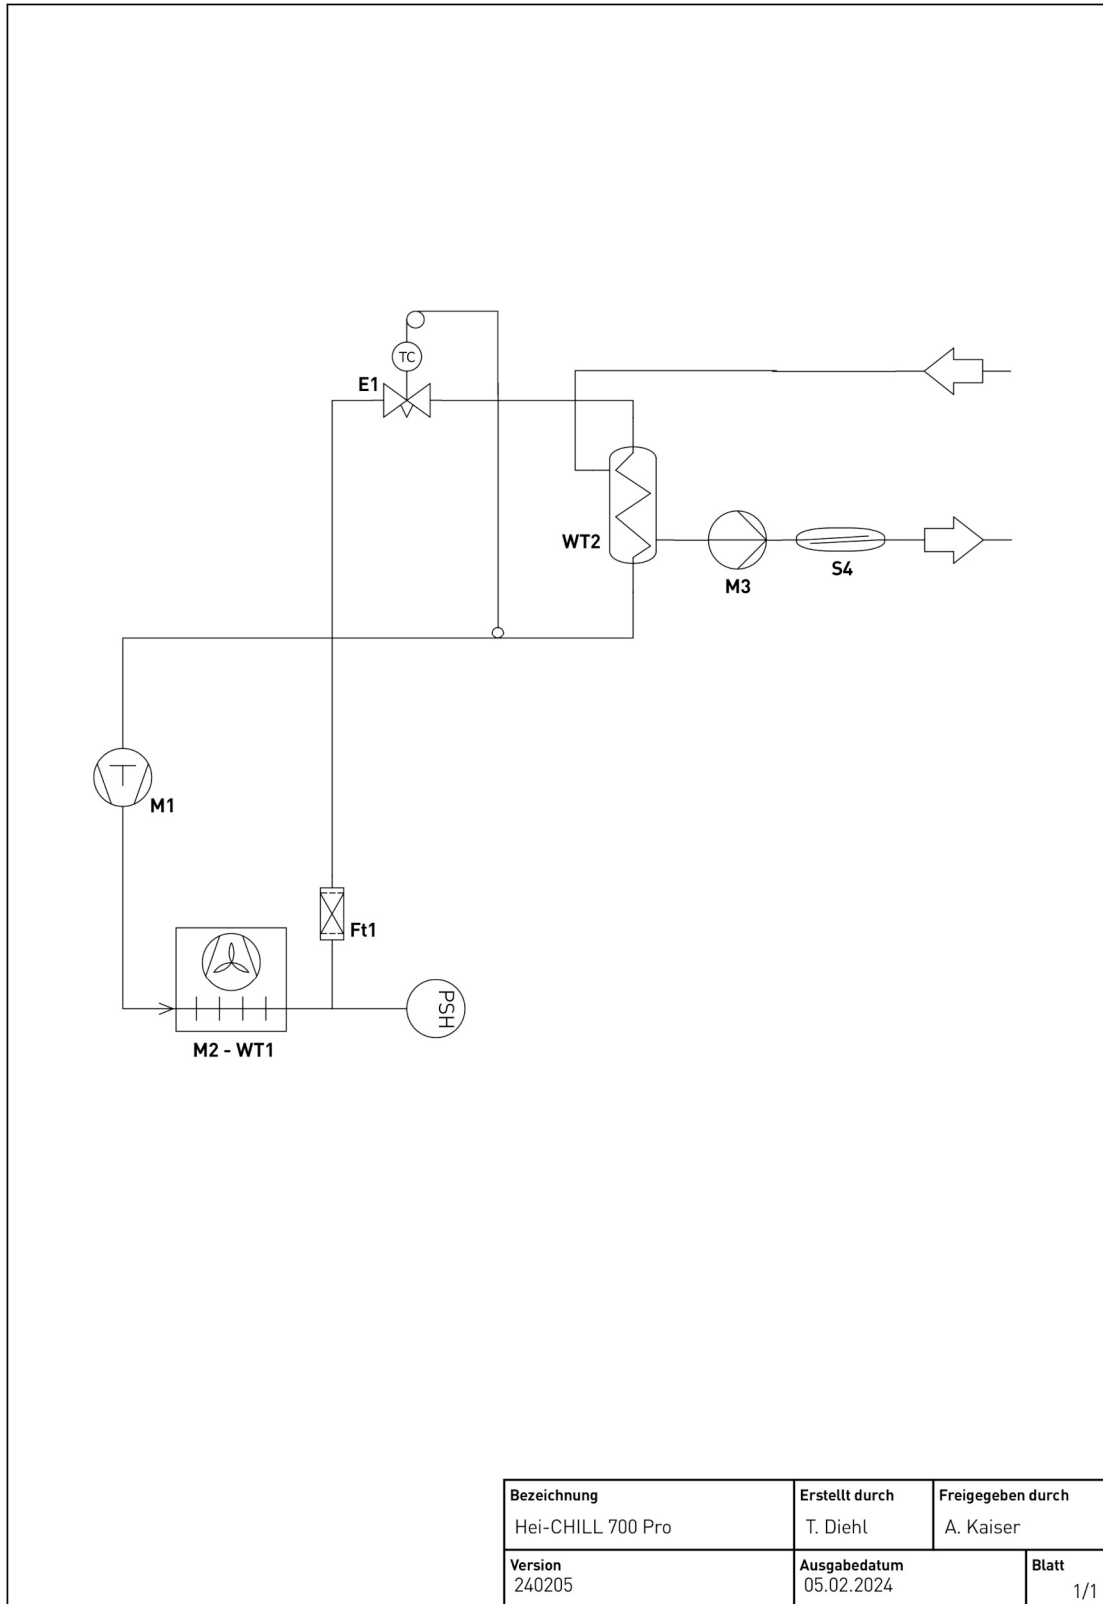 TC
E1
WT2
M3
S4
M1
Ft1
PSH
M2 - WT1
Bezeichnung
Hei-CHILL 700 Pro
Erstellt durch
T. Diehl
Freigegeben durch
A. Kaiser
Version
240205
Ausgabedatum
05.02.2024
Blatt
1/1